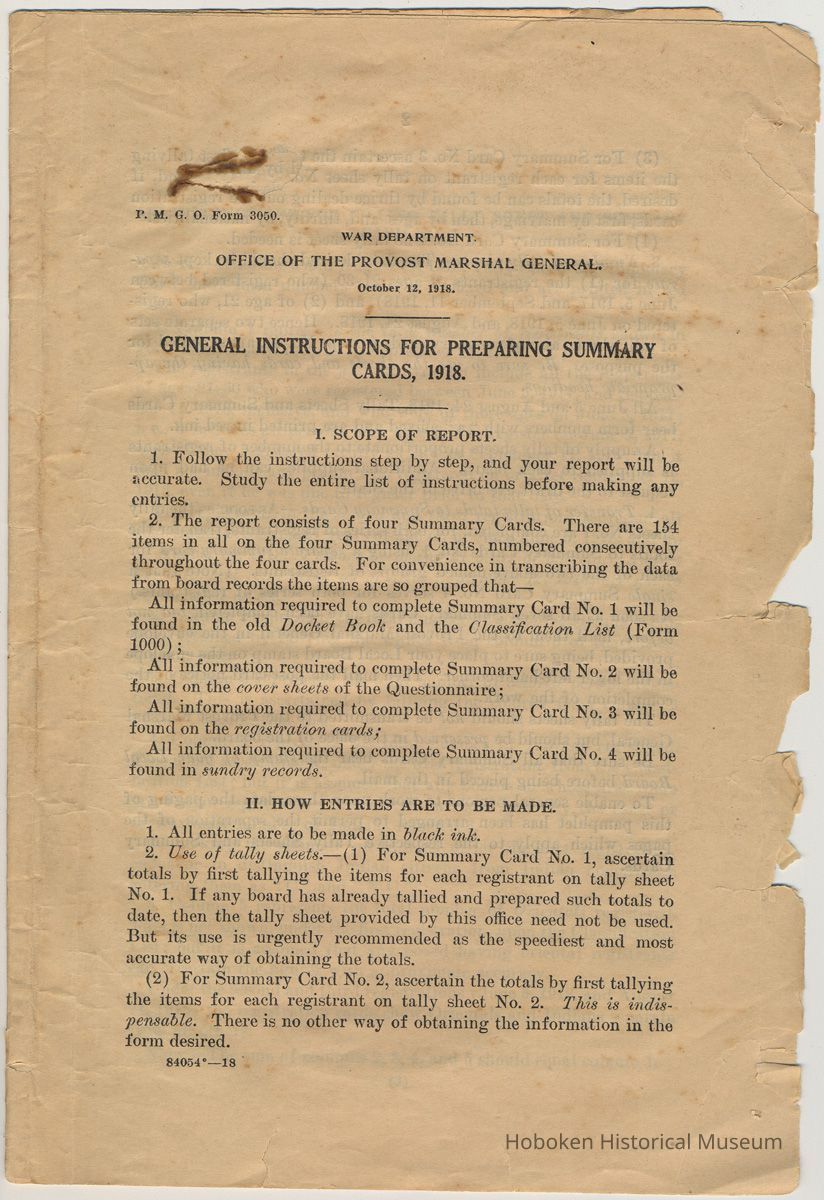 P. M. G. O. Form 3050.
WAR DEPARTMENT.
OFFICE OF THE PROVOST MARSHAL GENERAL.
October 12, 1918.
GENERAL INSTRUCTIONS FOR PREPARING SUMMARY
CARDS, 1918.
I. SCOPE OF REPORT.
1. Follow the instructions step by step, and your report will be
accurate. Study the entire list of instructions before making any
entries.
2. The report consists of four Summary Cards. There are 154
items in all on the four Summary Cards, numbered consecutively
throughout the four cards. For convenience in transcribing the data
from board records the items are so grouped that—
All information required to complete Summary Card No. 1 will be
found in the old Docket Book and the Classification List (Form
1000);
All information required to complete Summary Card No. 2 will be
found on the cover sheets of the Questionnaire;
All information required to complete Summary Card No. 3 will be
found on the registration cards;
All information required to complete Summary Card No. 4 will be
found in sundry records.
II. HOW ENTRIES ARE TO BE MADE.
1. All entries are to be made in black ink.
2. Use of tally sheets.—(1) For Summary Card No. 1, ascertain
totals by first tallying the items for each registrant on tally sheet
No. 1. If any board has already tallied and prepared such totals to
date, then the tally sheet provided by this office need not be used.
But its use is urgently recommended as the speediest and most
accurate way of obtaining the totals.
(2) For Summary Card No. 2, ascertain the totals by first tallying
the items for each registrant on tally sheet No. 2. This is indis-
pensable. There is no other way of obtaining the information in the
form desired.
84054°—18
Hoboken Historical Museum